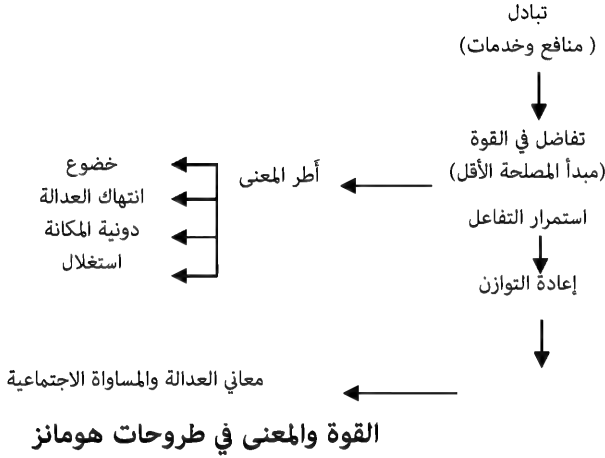 تبادل
( منافع وخدمات)
تفاضل في القوة
(مبدأ المصلحة الأقل)
أَطر المعنى
خضوع
انتهاك العدالة
دونية المكانة
استغلال
استمرار التفاعل
إعادة التوازن
معاني العدالة والمساواة الاجتماعية
القوة والمعنى في طروحات هومانز